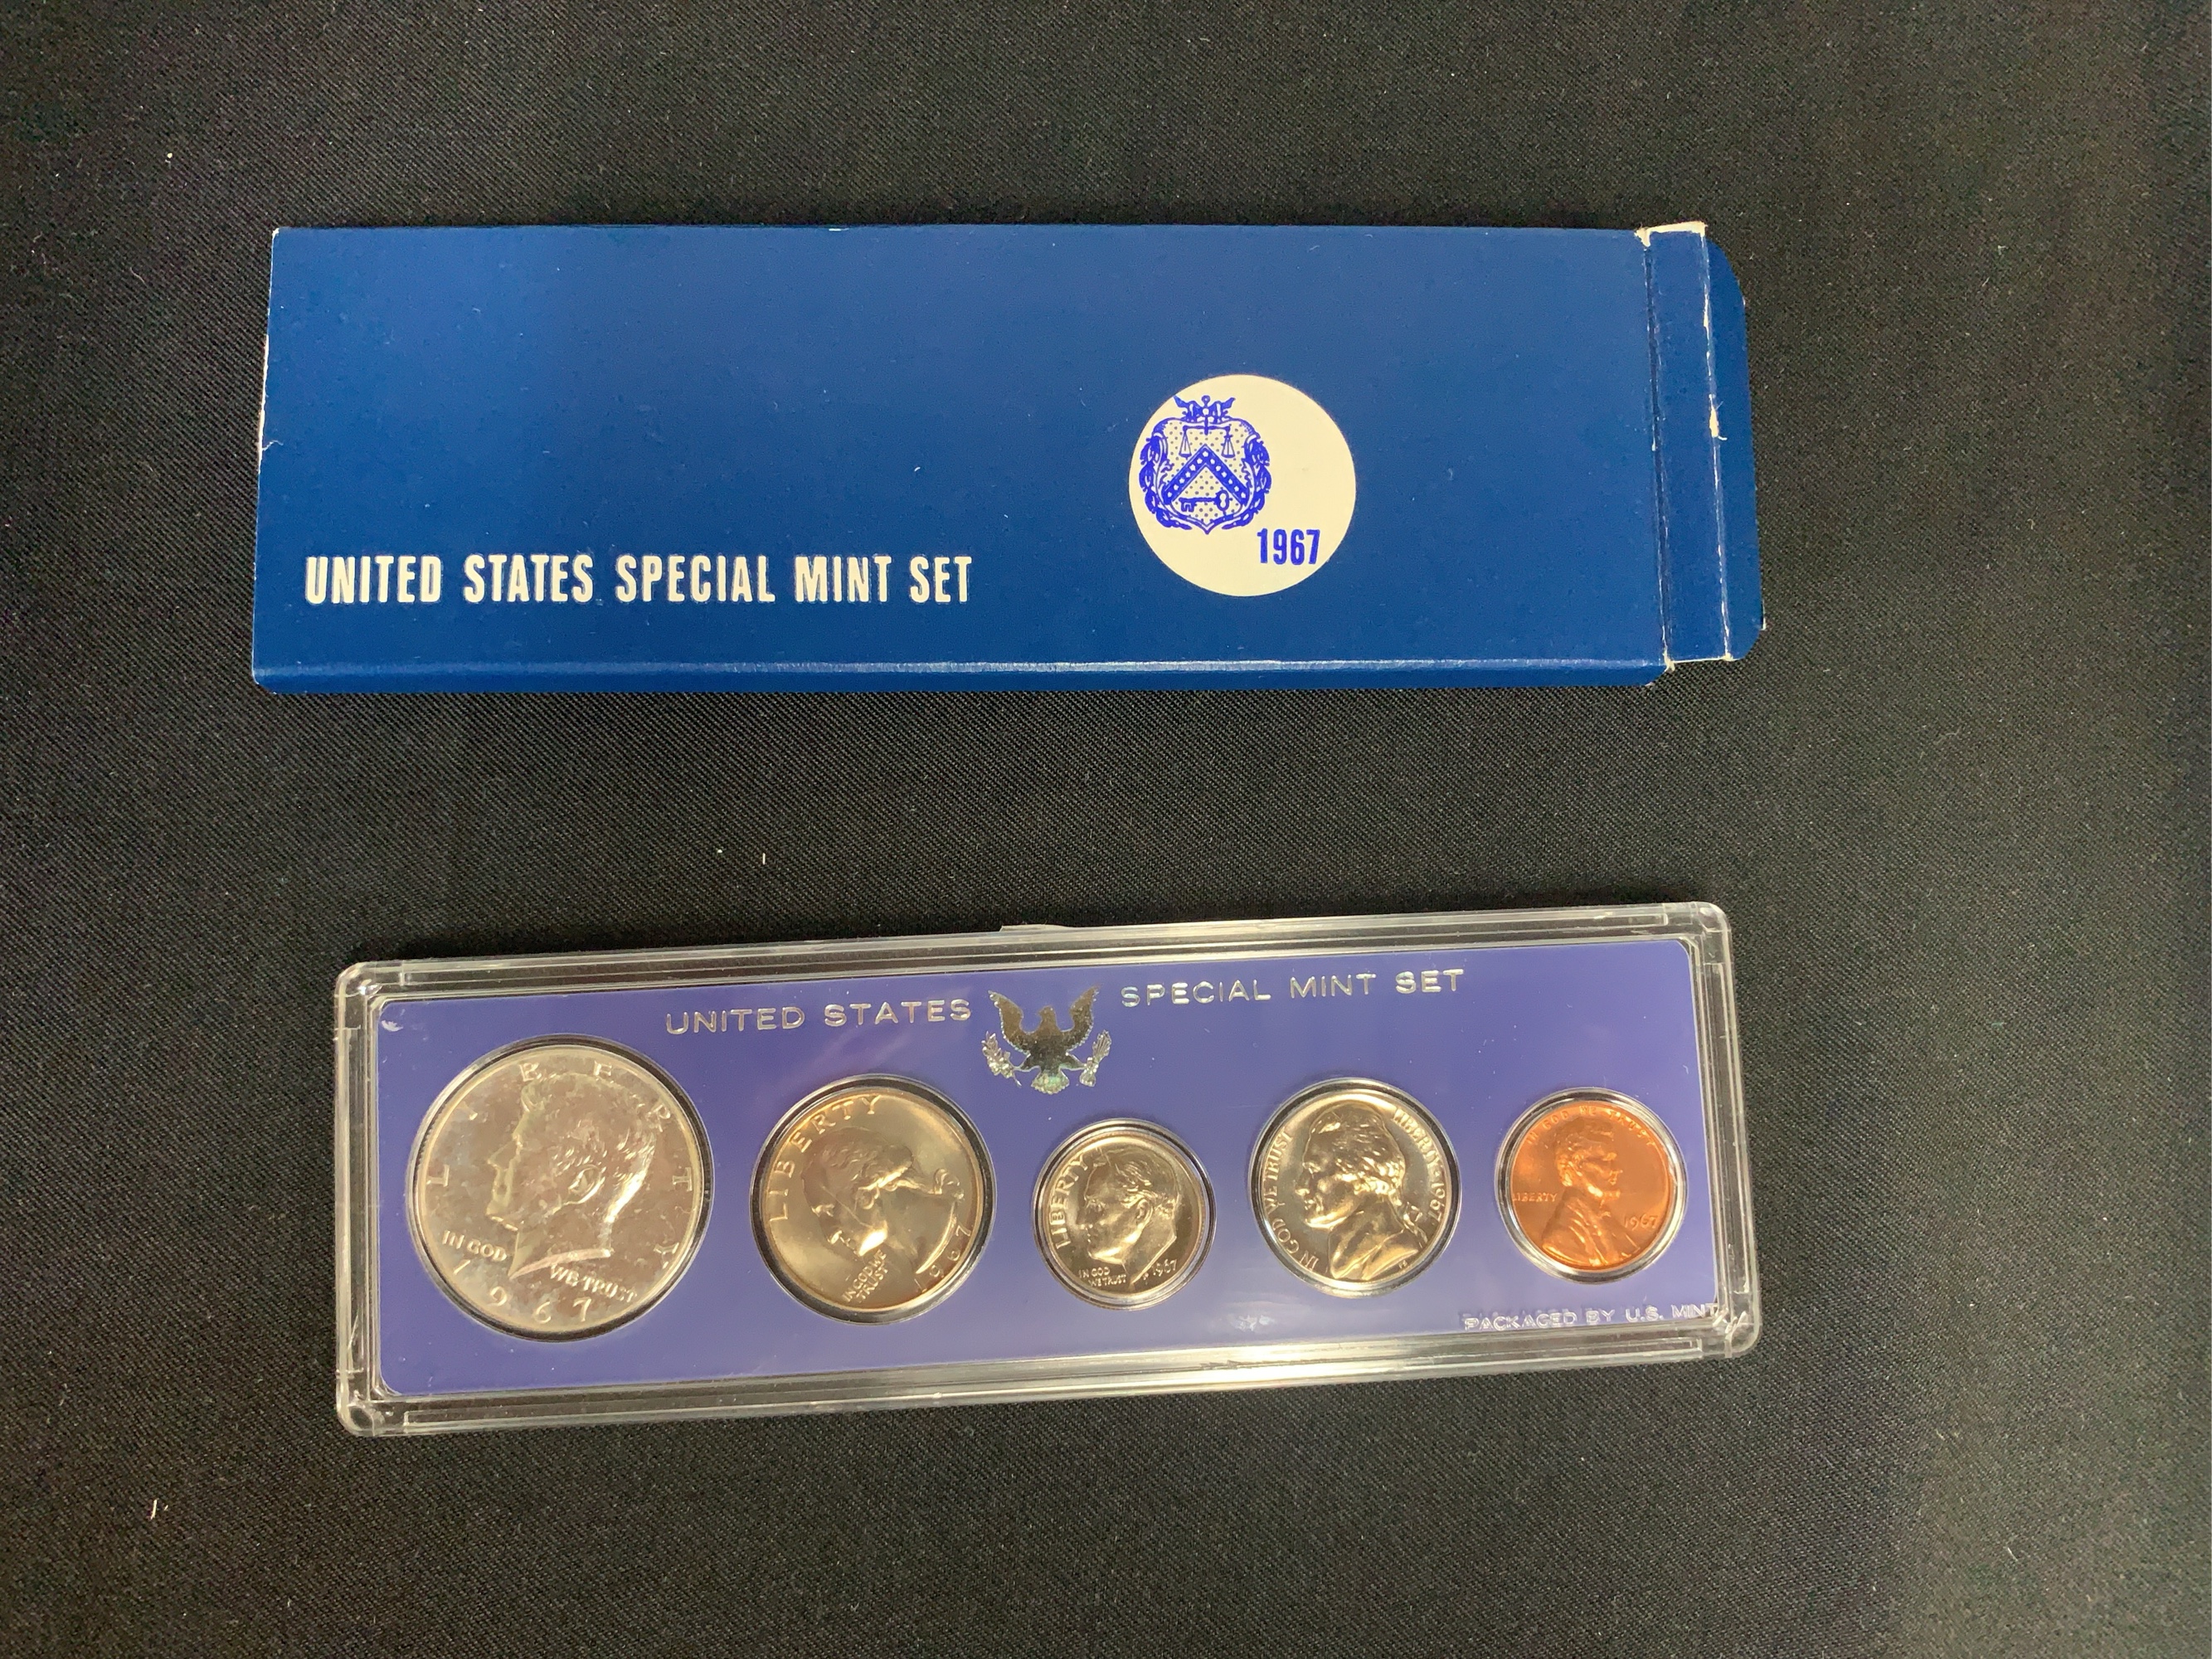 UNITED STATES SPECIAL MINT SET
1967
UNITED STATES SPECIAL MINT SET
LIBERTY
IN GOD WE TRUST
1967
LIBERTY
IN GOD WE TRUST
1967
LIBERTY
IN GOD
WE TRUST
1967
IN GOD WE TRUST
LIBERTY
1967
IN GOD WE TRUST
LIBERTY
1967
PACKAGED BY U.S. MINT